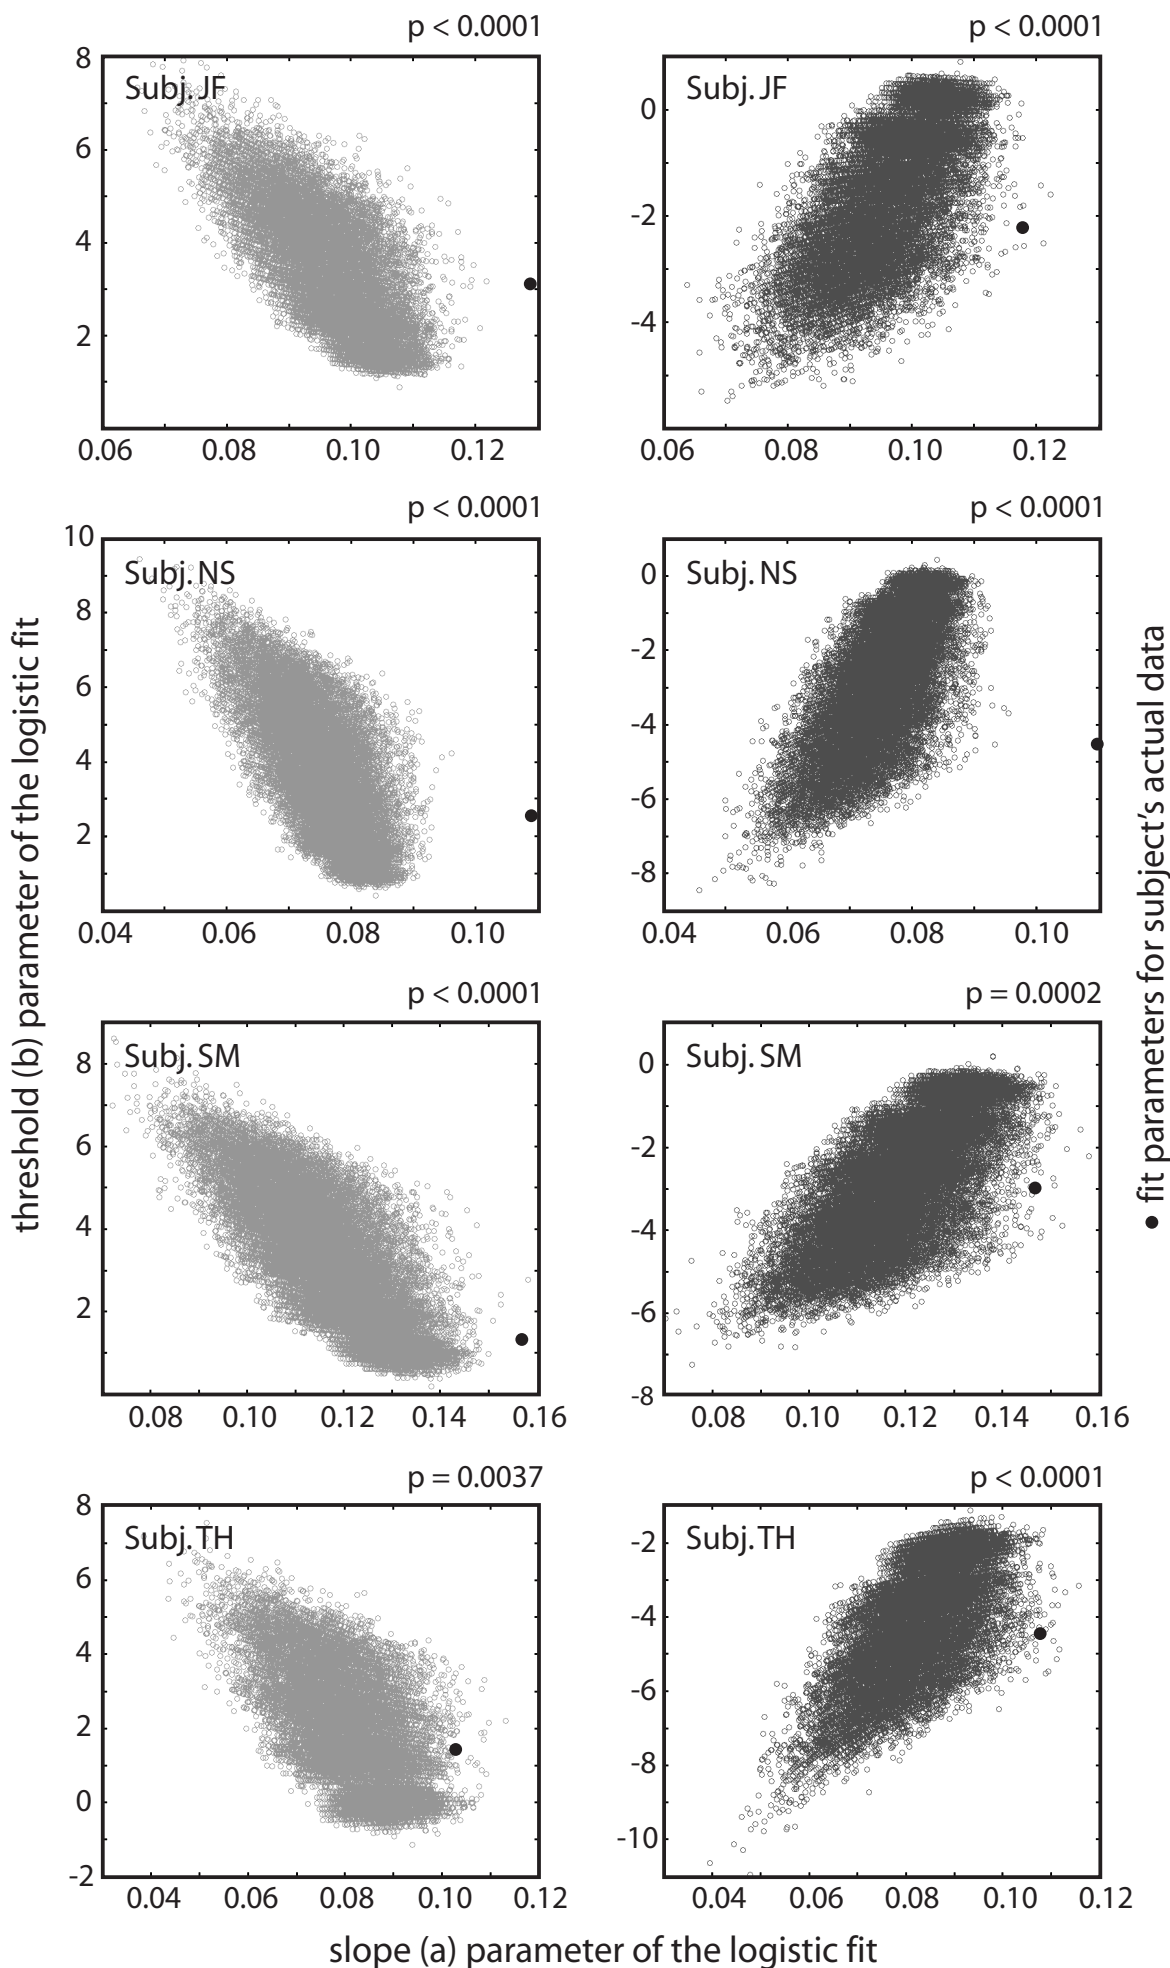 p < 0.0001
p < 0.0001
8
6
4
2
Subj. JF
0.06 0.08 0.10 0.12
0
-2
-4
Subj. JF
0.06 0.08 0.10 0.12
p < 0.0001
p < 0.0001
10
8
6
4
2
Subj. NS
0.04 0.06 0.08 0.10
0
-2
-4
-6
-8
Subj. NS
0.04 0.06 0.08 0.10
p < 0.0001
p = 0.0002
8
6
4
2
Subj. SM
0.08 0.10 0.12 0.14 0.16
0
-2
-4
-6
-8
Subj. SM
0.08 0.10 0.12 0.14 0.16
p = 0.0037
p < 0.0001
8
6
4
2
0
-2
Subj. TH
0.04 0.06 0.08 0.10 0.12
-2
-4
-6
-8
-10
Subj. TH
0.04 0.06 0.08 0.10 0.12
threshold (b) parameter of the logistic fit
slope (a) parameter of the logistic fit
● fit parameters for subject's actual data